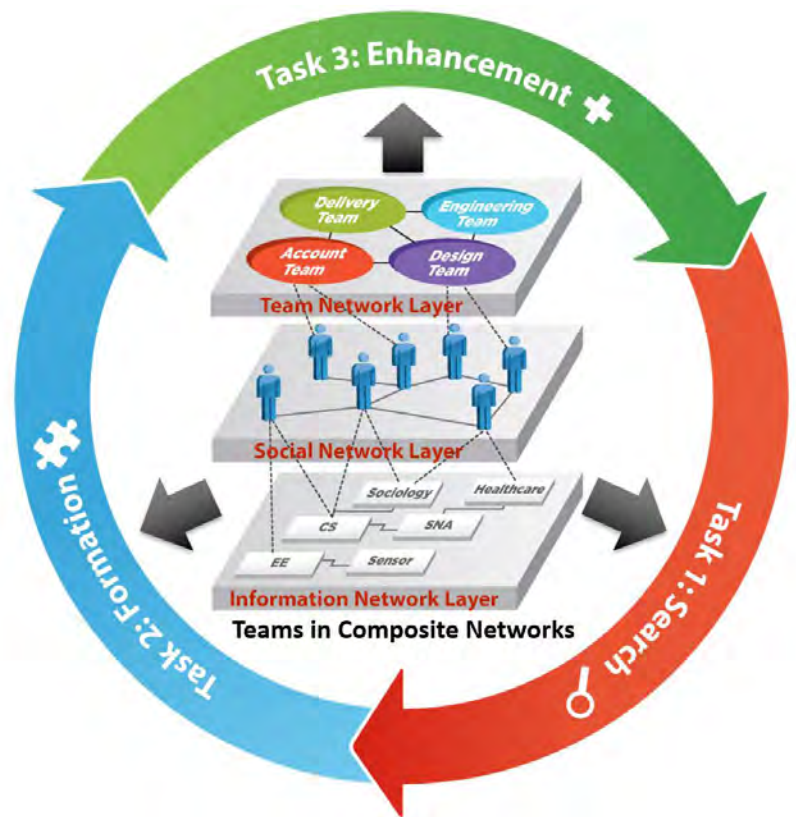 Task 3: Enhancement
Delivery
Team
Engineering
Team
Account
Team
Design
Team
Team Network Layer
Social Network Layer
Sociology
Healthcare
CS
SNA
EE
Sensor
Information Network Layer
Teams in Composite Networks
Task 1: Search
Task 2: Formation